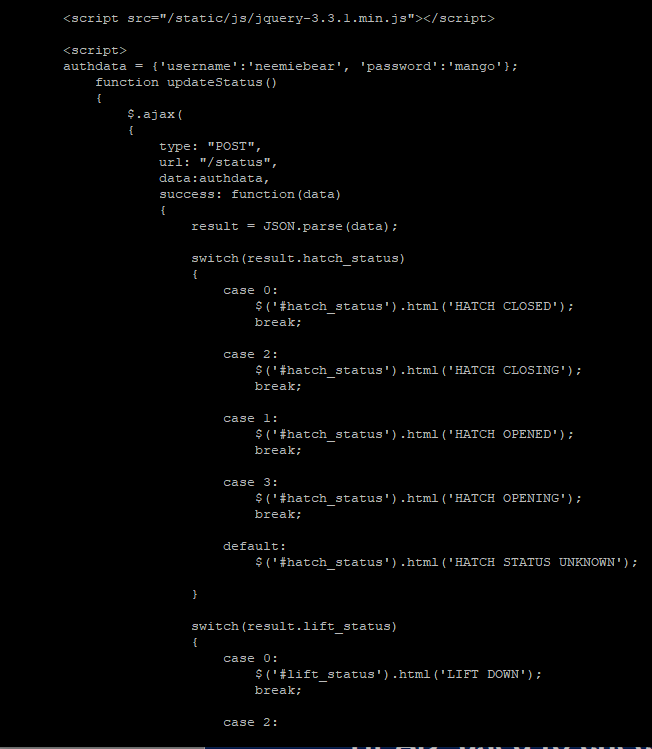 <script src="/static/js/jquery-3.3.1.min.js"></script>
<script>
authdata = {'username':'neemiebear', 'password':'mango'};
function updateStatus()
{
$.ajax(
{
type: "POST",
url: "/status",
data:authdata,
success: function(data)
{
result = JSON.parse(data);
switch(result.hatch_status)
{
case 0:
$('#hatch_status').html('HATCH CLOSED');
break;
case 2:
$('#hatch_status').html('HATCH CLOSING');
break;
case 1:
$('#hatch_status').html('HATCH OPENED');
break;
case 3:
$('#hatch_status').html('HATCH OPENING');
break;
default:
$('#hatch_status').html('HATCH STATUS UNKNOWN');
}
switch(result.lift_status)
{
case 0:
$('#lift_status').html('LIFT DOWN');
break;
case 2: